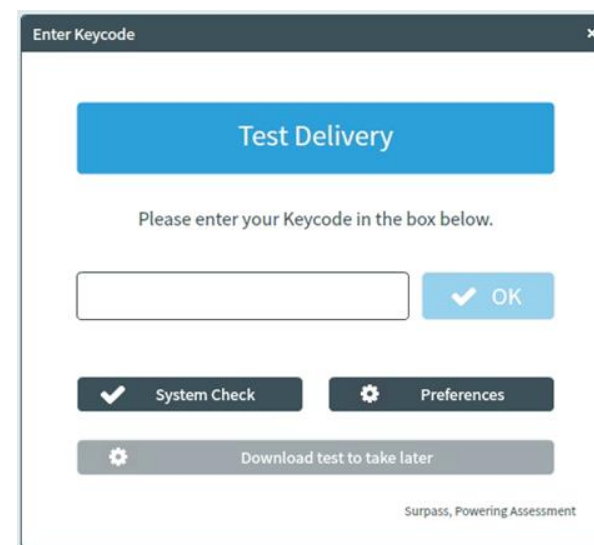 Enter Keycode
Test Delivery
Please enter your Keycode in the box below.
OK
System Check
Preferences
Download test to take later
Surpass, Powering Assessment